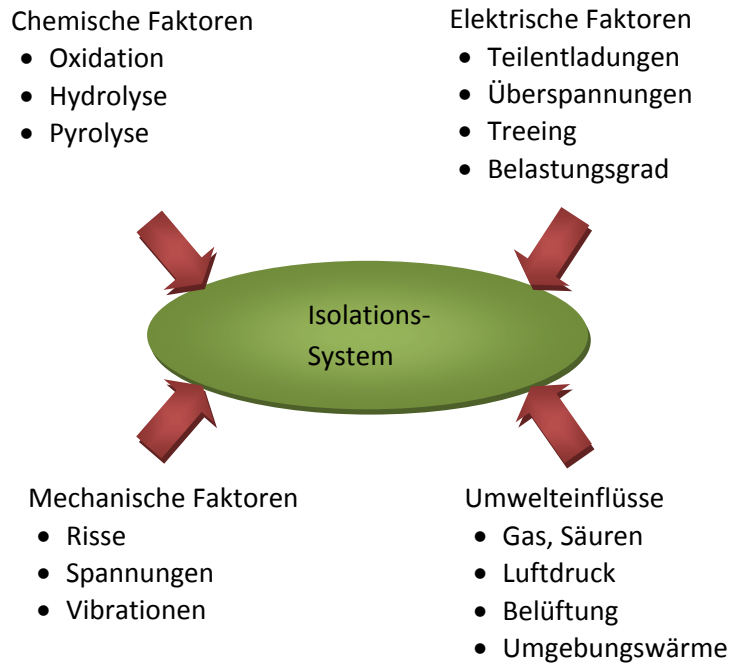 Chemische Faktoren
• Oxidation
• Hydrolyse
• Pyrolyse
Elektrische Faktoren
• Teilentladungen
• Überspannungen
• Treeing
• Belastungsgrad
Isolations-
System
Mechanische Faktoren
• Risse
• Spannungen
• Vibrationen
Umwelteinflüsse
• Gas, Säuren
• Luftdruck
• Belüftung
• Umgebungswärme